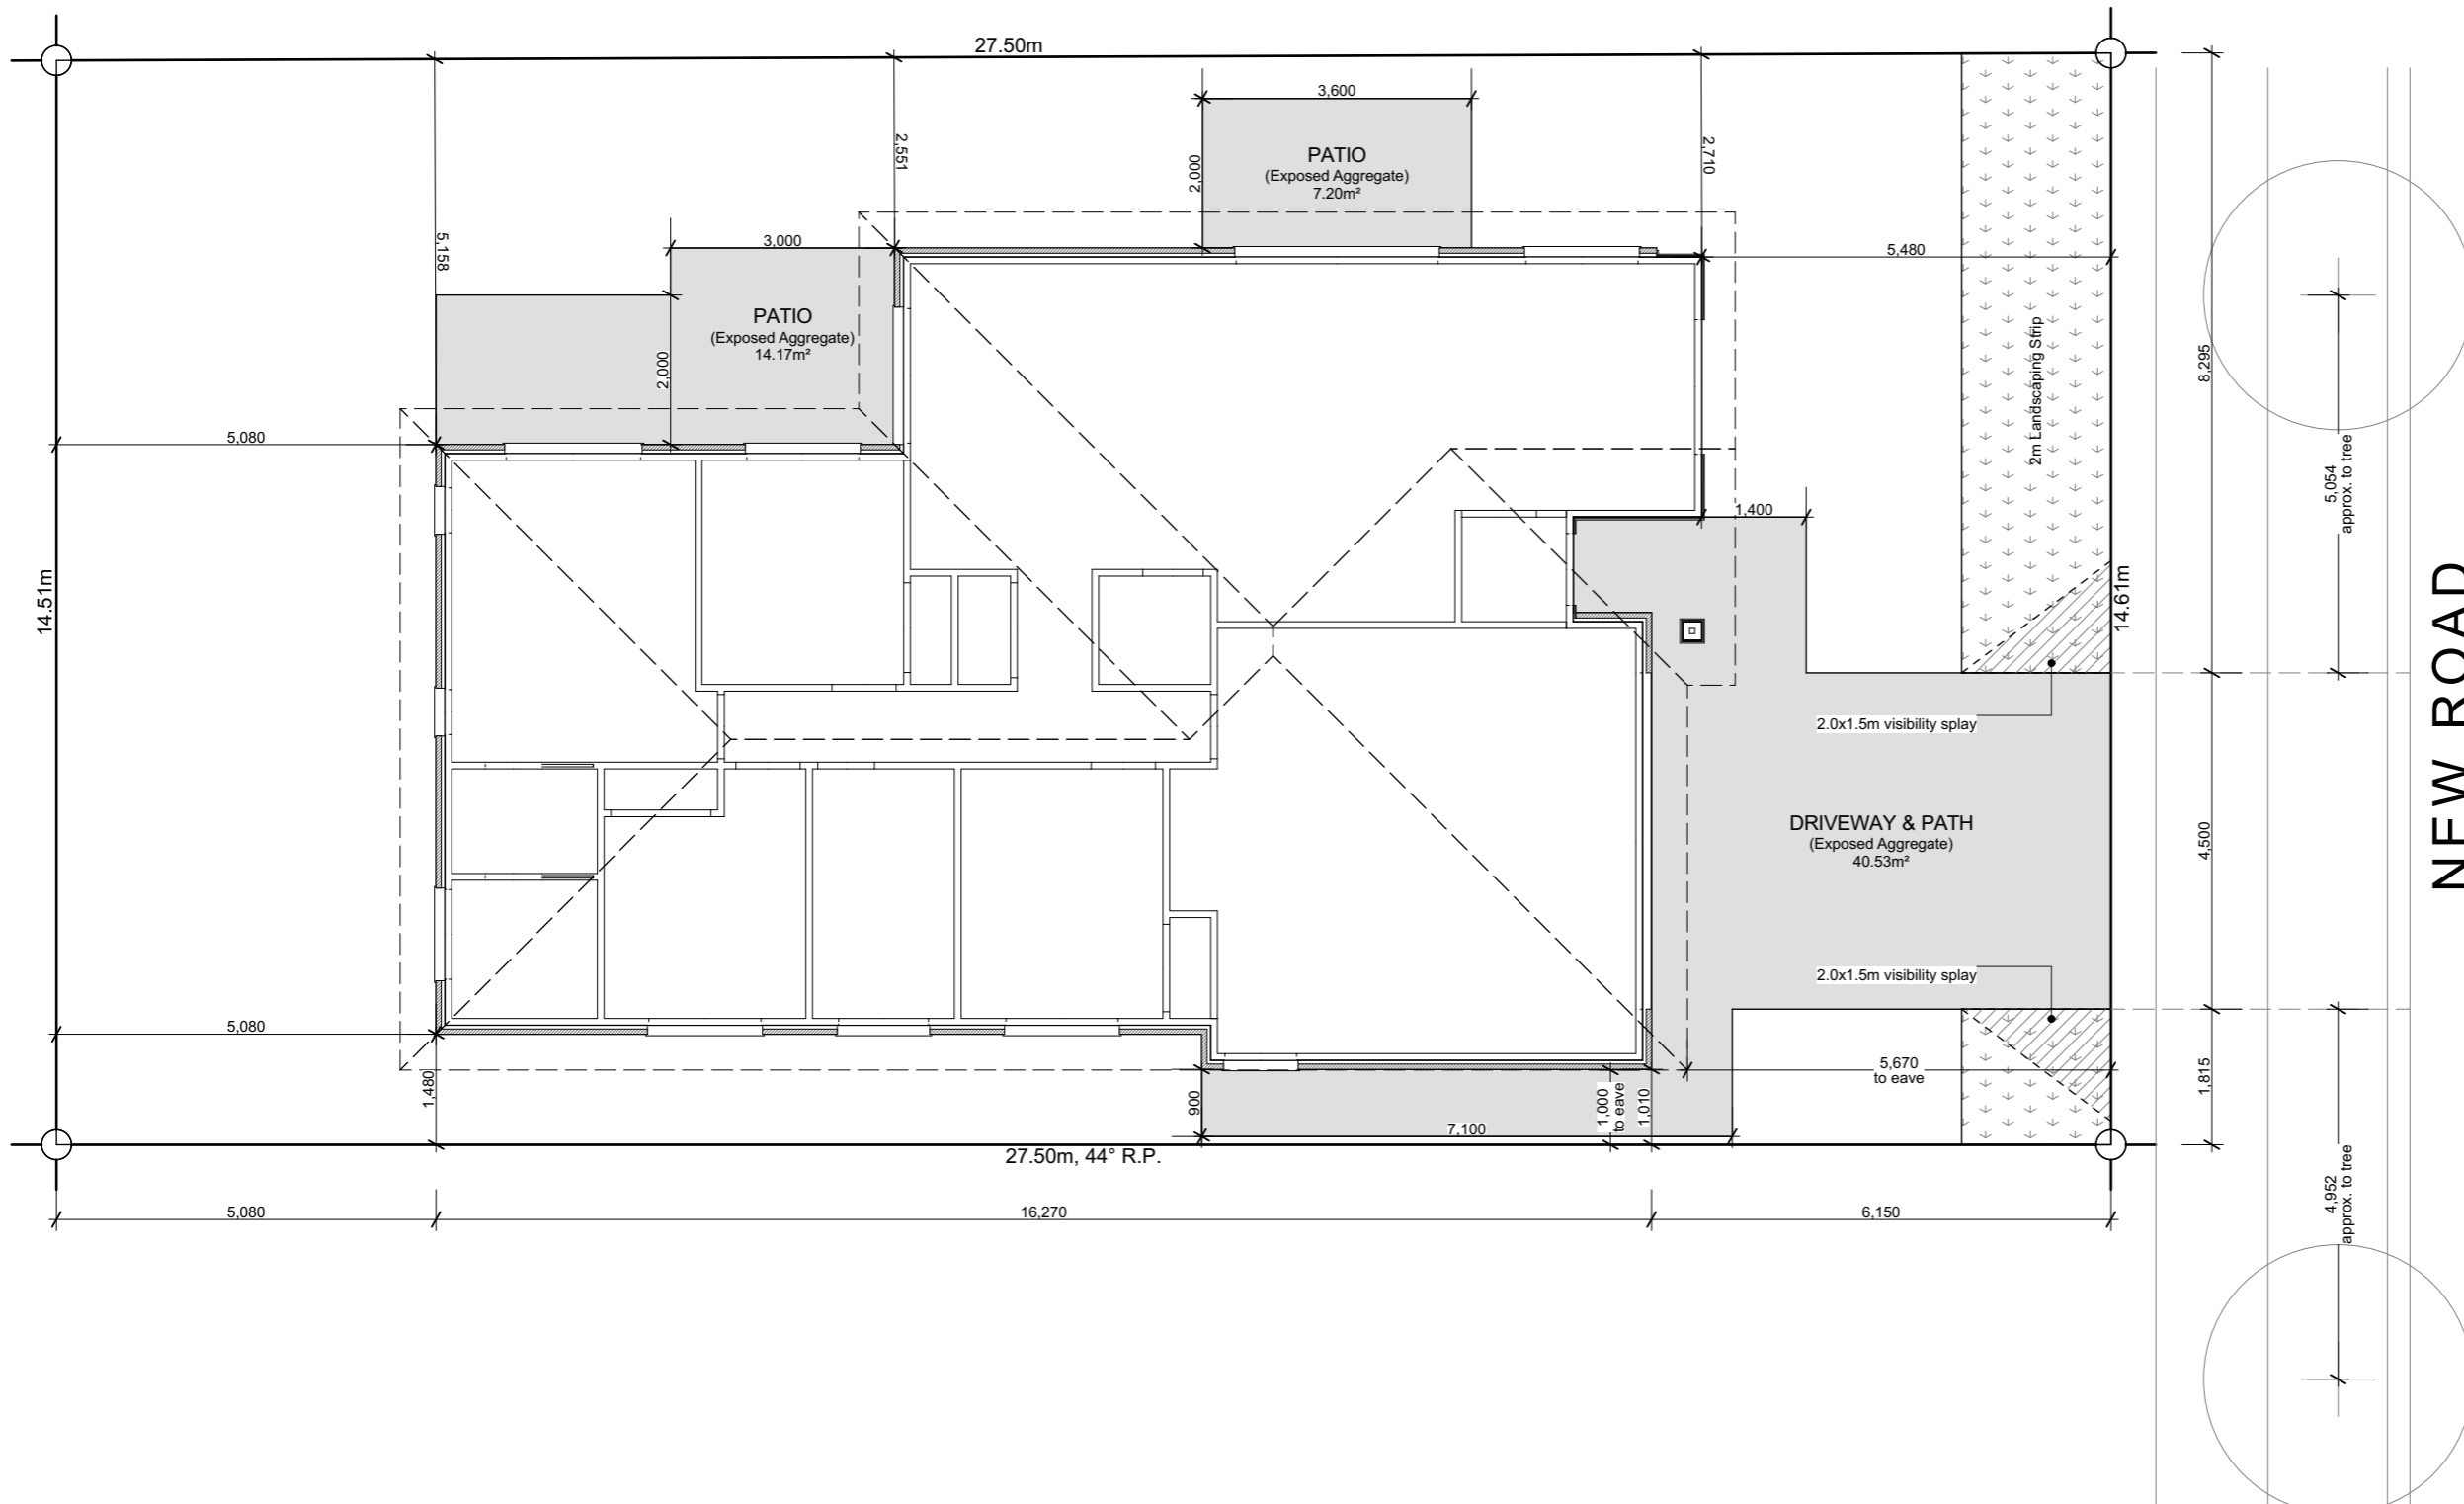 27.50m
3,600
2,551
2,710
2,000
PATIO
(Exposed Aggregate)
7.20m²
5,158
3,000
5,480
PATIO
(Exposed Aggregate)
14.17m²
2,000
2m Landscaping Strip
8,295
5,054
approx. to tree
5,080
1,400
14.51m
14.61m
NEW ROAD
2.0x1.5m visibility splay
DRIVEWAY & PATH
(Exposed Aggregate)
40.53m²
4,500
2.0x1.5m visibility splay
5,080
1,480
900
1,000
to eave
1,010
5,670
to eave
1,815
7,100
27.50m, 44° R.P.
4,952
approx. to tree
5,080
16,270
6,150